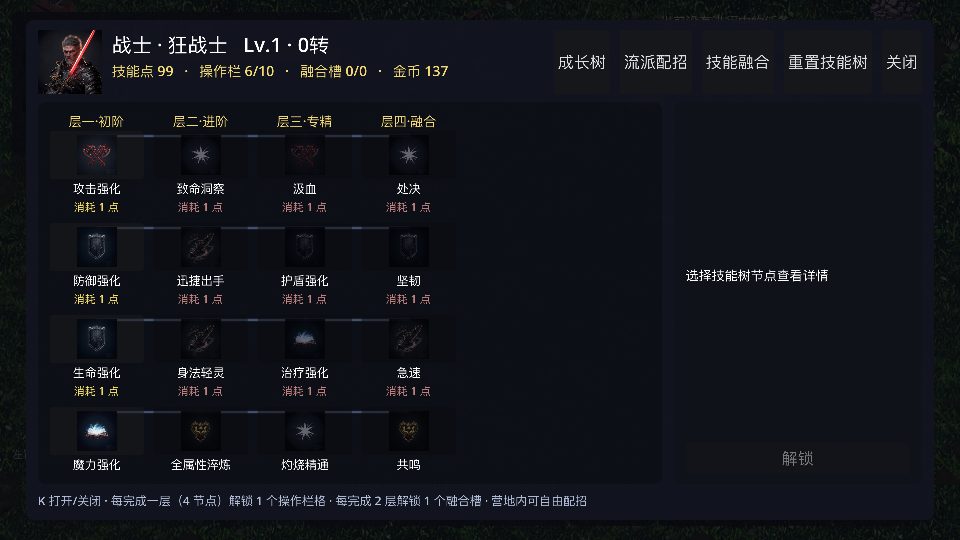 战士 · 狂战士 Lv.1 · 0转
技能点 99 · 操作栏 6/10 · 融合槽 0/0 · 金币 137
成长树 流派配招 技能融合 重置技能树 关闭
层一·初阶 层二·进阶 层三·专精 层四·融合
攻击强化 致命洞察 汲血 处决
消耗 1 点 消耗 1 点 消耗 1 点 消耗 1 点
防御强化 迅捷出手 护盾强化 坚韧
消耗 1 点 消耗 1 点 消耗 1 点 消耗 1 点
选择技能树节点查看详情
生命强化 身法轻灵 治疗强化 急速
消耗 1 点 消耗 1 点 消耗 1 点 消耗 1 点
魔力强化 全属性淬炼 灼烧精通 共鸣
解锁
K 打开/关闭 · 每完成一层（4 节点）解锁 1 个操作栏格 · 每完成 2 层解锁 1 个融合槽 · 营地内可自由配招